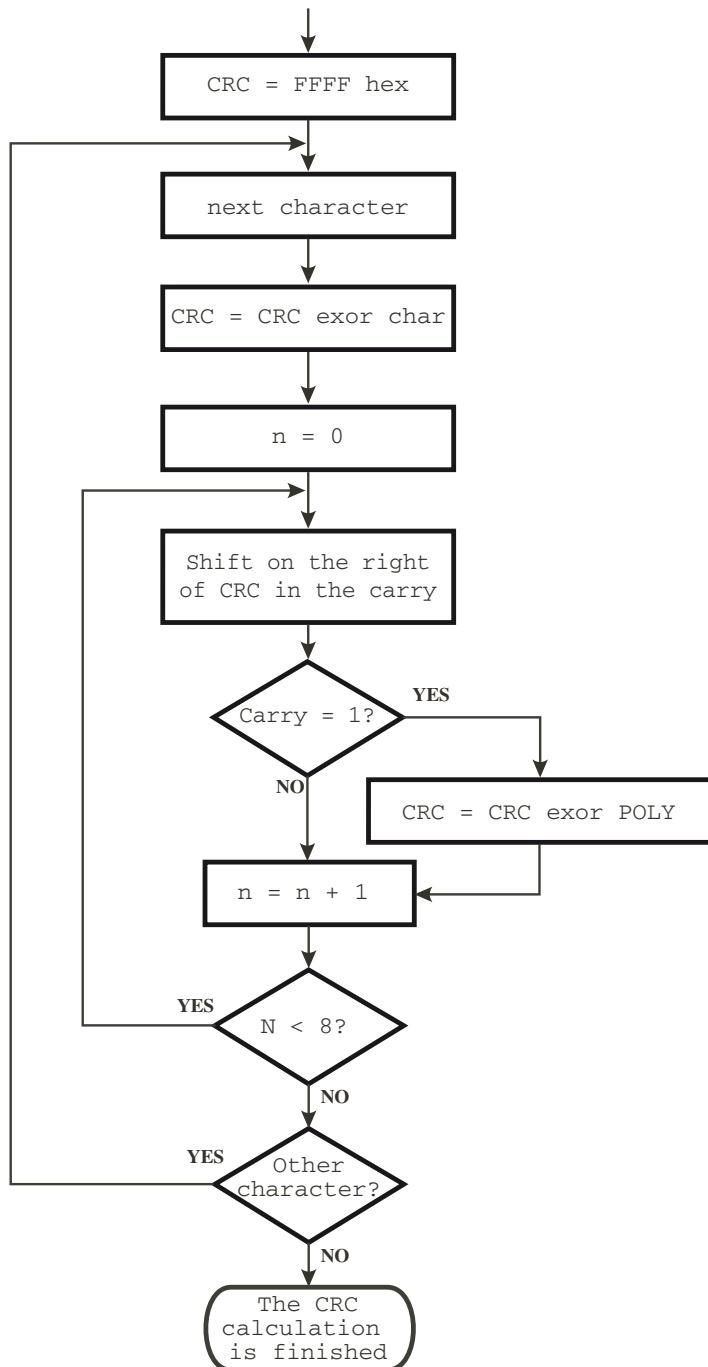 CRC = FFFF hex
next character
CRC = CRC exor char
n = 0
Shift on the right
of CRC in the carry
Carry = 1?
YES
NO
CRC = CRC exor POLY
n = n + 1
YES
N < 8?
NO
YES
Other
character?
NO
The CRC
calculation
is finished